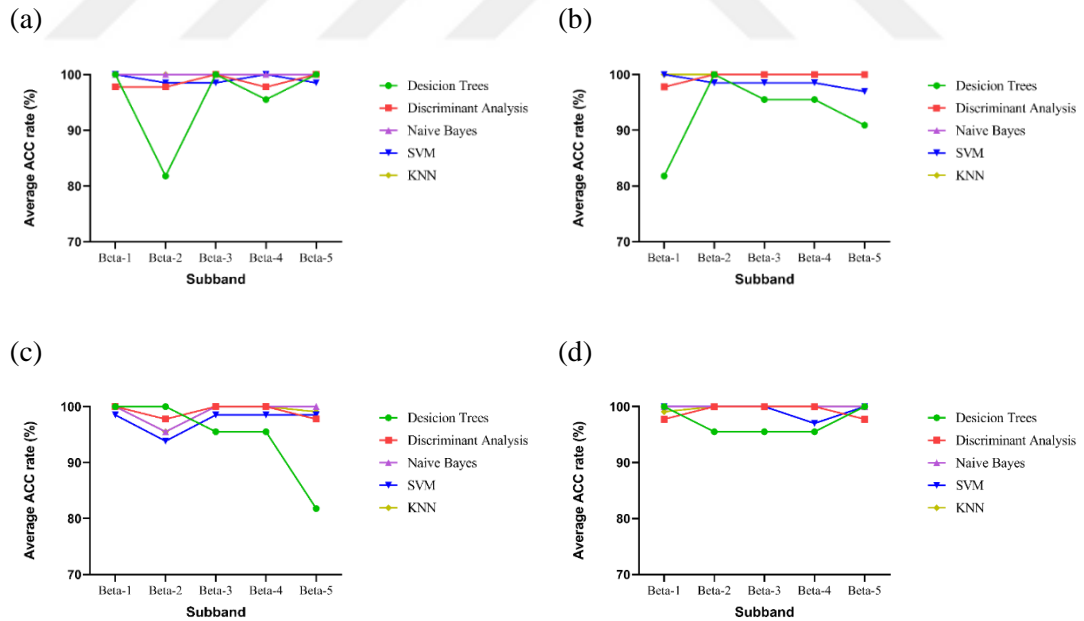 (a)
Average ACC rate (%)
100
90
80
70
Beta-1 Beta-2 Beta-3 Beta-4 Beta-5
Subband
Desicion Trees
Discriminant Analysis
Naive Bayes
SVM
KNN
(b)
Average ACC rate (%)
100
90
80
70
Beta-1 Beta-2 Beta-3 Beta-4 Beta-5
Subband
Desicion Trees
Discriminant Analysis
Naive Bayes
SVM
KNN
(c)
Average ACC rate (%)
100
90
80
70
Beta-1 Beta-2 Beta-3 Beta-4 Beta-5
Subband
Desicion Trees
Discriminant Analysis
Naive Bayes
SVM
KNN
(d)
Average ACC rate (%)
100
90
80
70
Beta-1 Beta-2 Beta-3 Beta-4 Beta-5
Subband
Desicion Trees
Discriminant Analysis
Naive Bayes
SVM
KNN